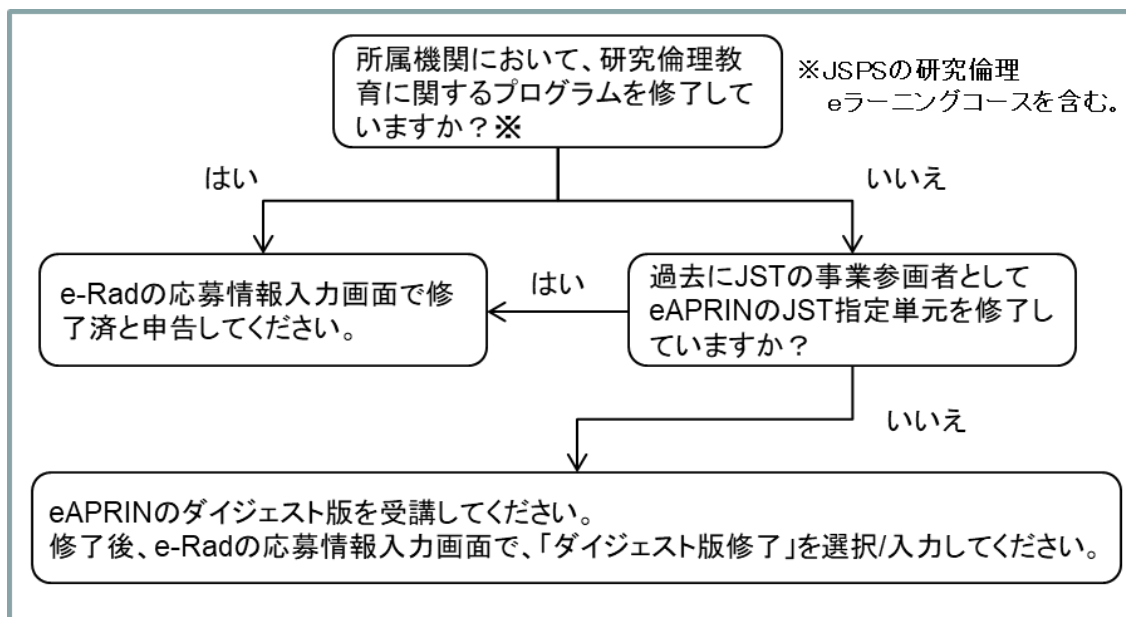 所属機関において、研究倫理教
育に関するプログラムを修了して
いますか？※
※JSPSの研究倫理
eラーニングコースを含む。
はい
いいえ
e-Radの応募情報入力画面で修
了済と申告してください。
はい
過去にJSTの事業参画者として
eAPRINのJST指定単元を修了し
ていますか？
いいえ
eAPRINのダイジェスト版を受講してください。
修了後、e-Radの応募情報入力画面で、「ダイジェスト版修了」を選択/入力してください。